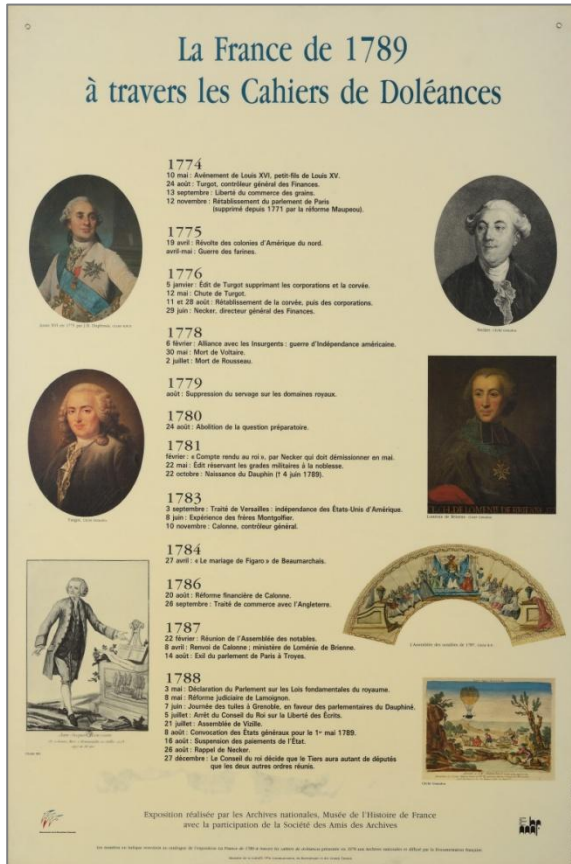 La France de 1789
à travers les Cahiers de Doléances
1774
10 mai : Avénement de Louis XVI, petit-fils de Louis XV.
24 août : Turgot, contrôleur général des Finances.
13 septembre : Liberté du commerce des grains.
12 novembre : Rétablissement du parlement de Paris
(supprimé depuis 1771 par la réforme Maupeou).
1775
19 avril : Révolte des colonies d'Amérique du nord.
avril-mai : Guerre des farines.
1776
5 janvier : Édit de Turgot supprimant les corporations et la corvée.
12 mai : Chute de Turgot.
11 et 28 août : Rétablissement de la corvée, puis des corporations.
29 juin : Necker, directeur général des Finances.
1778
6 février : Alliance avec les Insurgents : guerre d'Indépendance américaine.
30 mai : Mort de Voltaire.
2 juillet : Mort de Rousseau.
1779
août : Suppression du servage sur les domaines royaux.
1780
24 août : Abolition de la question préparatoire.
1781
février : « Compte rendu au roi », par Necker qui doit démissionner en mai.
22 mai : Édit réservant les grades militaires à la noblesse.
22 octobre : Naissance du Dauphin († 4 juin 1789).
1783
3 septembre : Traité de Versailles : indépendance des États-Unis d'Amérique.
8 juin : Expérience des frères Montgolfier.
10 novembre : Calonne, contrôleur général.
1784
27 avril : « Le mariage de Figaro » de Beaumarchais.
1786
20 août : Réforme financière de Calonne.
26 septembre : Traité de commerce avec l'Angleterre.
1787
22 février : Réunion de l'Assemblée des notables.
8 avril : Renvoi de Calonne ; ministère de Loménie de Brienne.
14 août : Exil du parlement de Paris à Troyes.
1788
3 mai : Déclaration du Parlement sur les Lois fondamentales du royaume.
8 mai : Réforme judiciaire de Lamoignon.
7 juin : Journée des tuiles à Grenoble, en faveur des parlementaires du Dauphiné.
5 juillet : Arrêt du Conseil du Roi sur la Liberté des Écrits.
21 juillet : Assemblée de Vizille.
8 août : Convocation des États généraux pour le 1er mai 1789.
16 août : Suspension des paiements de l'État.
26 août : Rappel de Necker.
27 décembre : Le Conseil du roi décide que le Tiers aura autant de députés
que les deux autres ordres réunis.
Louis XVI en 1775 par J.S. Duplessis.
Necker.
Turgot.
Loménie de Brienne.
L'Assemblée des notables de 1787.
Exposition réalisée par les Archives nationales, Musée de l'Histoire de France
avec la participation de la Société des Amis des Archives